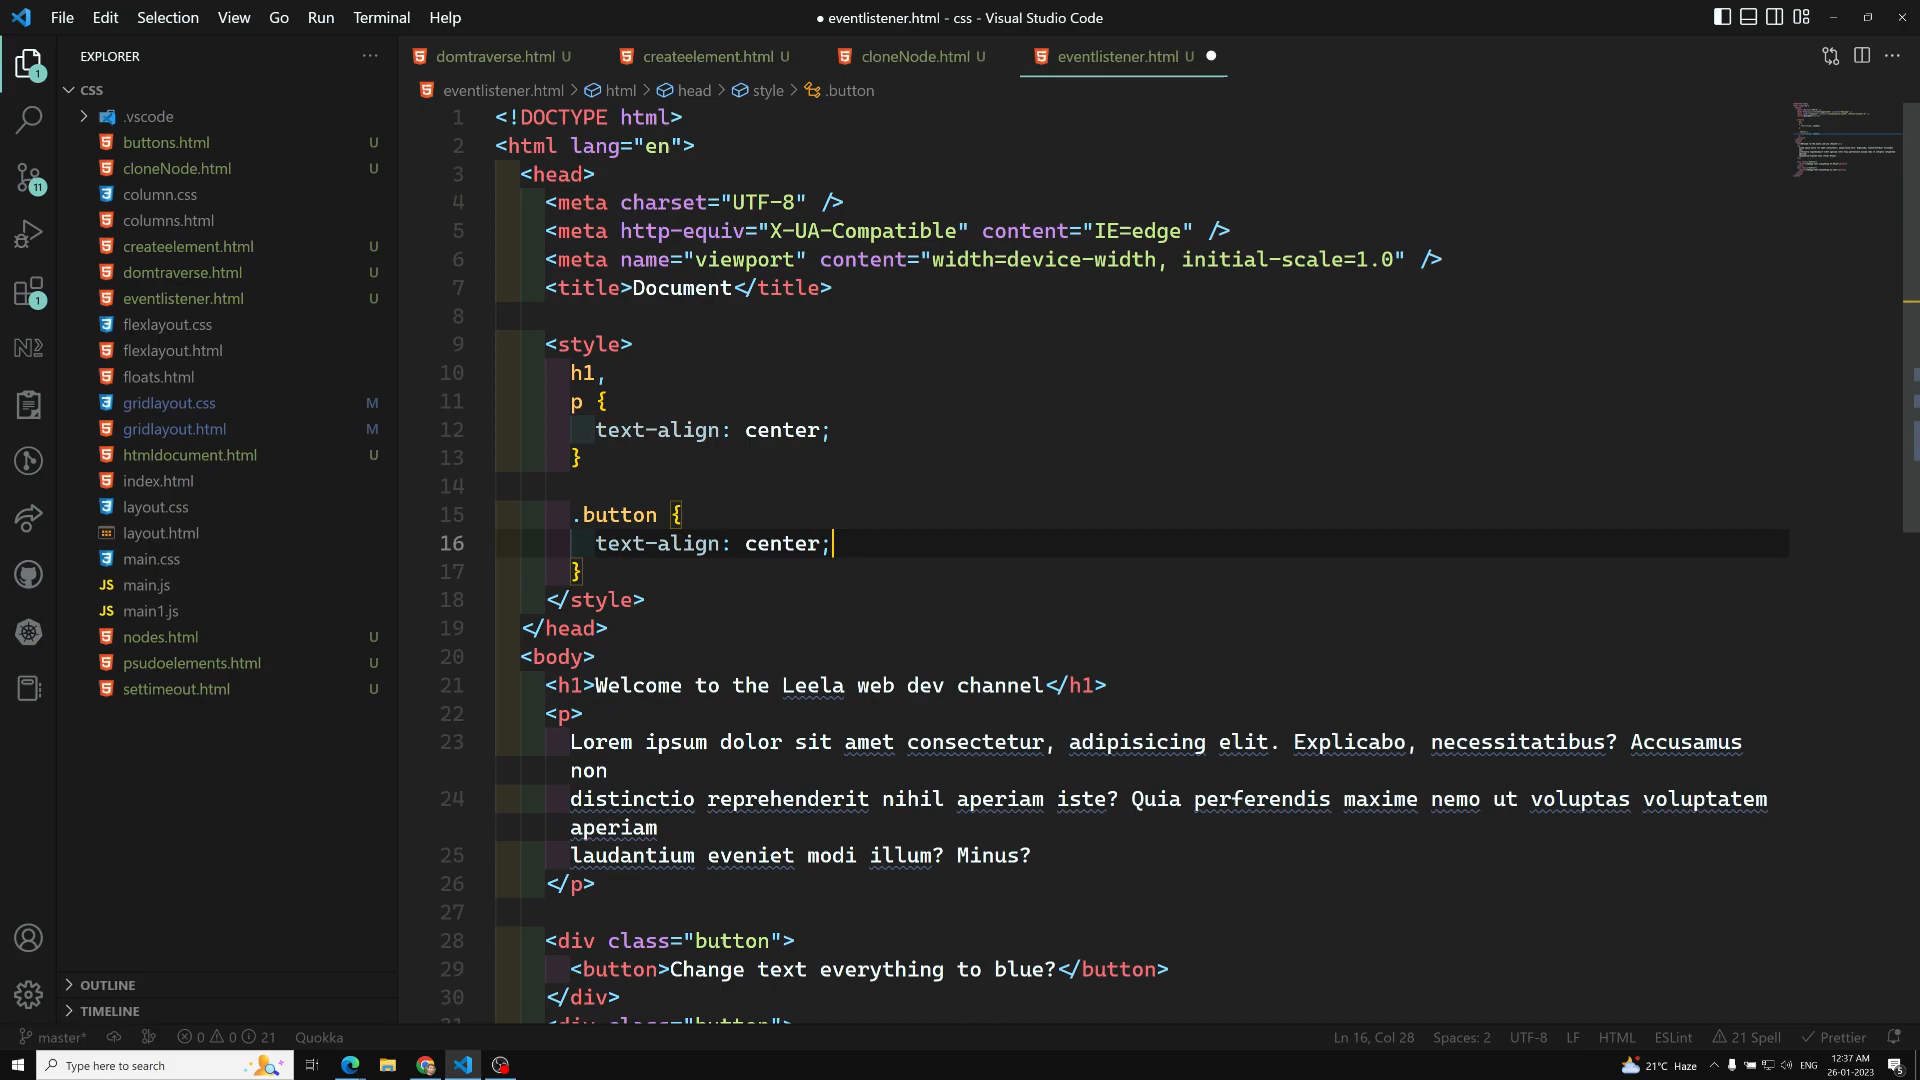 File Edit Selection View Go Run Terminal Help
● eventlistener.html - css - Visual Studio Code
EXPLORER
domtraverse.html U
createelement.html U
cloneNode.html U
eventlistener.html U
eventlistener.html > html > head > style > .button
CSS
.vscode
buttons.html U
cloneNode.html U
column.css
columns.html
createelement.html U
domtraverse.html U
eventlistener.html U
flexlayout.css
flexlayout.html
floats.html
gridlayout.css M
gridlayout.html M
htmldocument.html U
index.html
layout.css
layout.html
main.css
JS main.js
JS main1.js
nodes.html U
psudoelements.html U
settimeout.html U
OUTLINE
TIMELINE
1
11
1
1 <!DOCTYPE html>
2 <html lang="en">
3 <head>
4 <meta charset="UTF-8" />
5 <meta http-equiv="X-UA-Compatible" content="IE=edge" />
6 <meta name="viewport" content="width=device-width, initial-scale=1.0" />
7 <title>Document</title>
8
9 <style>
10 h1,
11 p {
12 text-align: center;
13 }
14
15 .button {
16 text-align: center;
17 }
18 </style>
19 </head>
20 <body>
21 <h1>Welcome to the Leela web dev channel</h1>
22 <p>
23 Lorem ipsum dolor sit amet consectetur, adipisicing elit. Explicabo, necessitatibus? Accusamus
non
24 distinctio reprehenderit nihil aperiam iste? Quia perferendis maxime nemo ut voluptas voluptatem
aperiam
25 laudantium eveniet modi illum? Minus?
26 </p>
27
28 <div class="button">
29 <button>Change text everything to blue?</button>
30 </div>
31 <div class="button">
master* 0 0 21 Quokka
Ln 16, Col 28 Spaces: 2 UTF-8 LF HTML ESLint 21 Spell Prettier
Type here to search
21°C Haze ENG 12:37 AM
26-01-2023
5